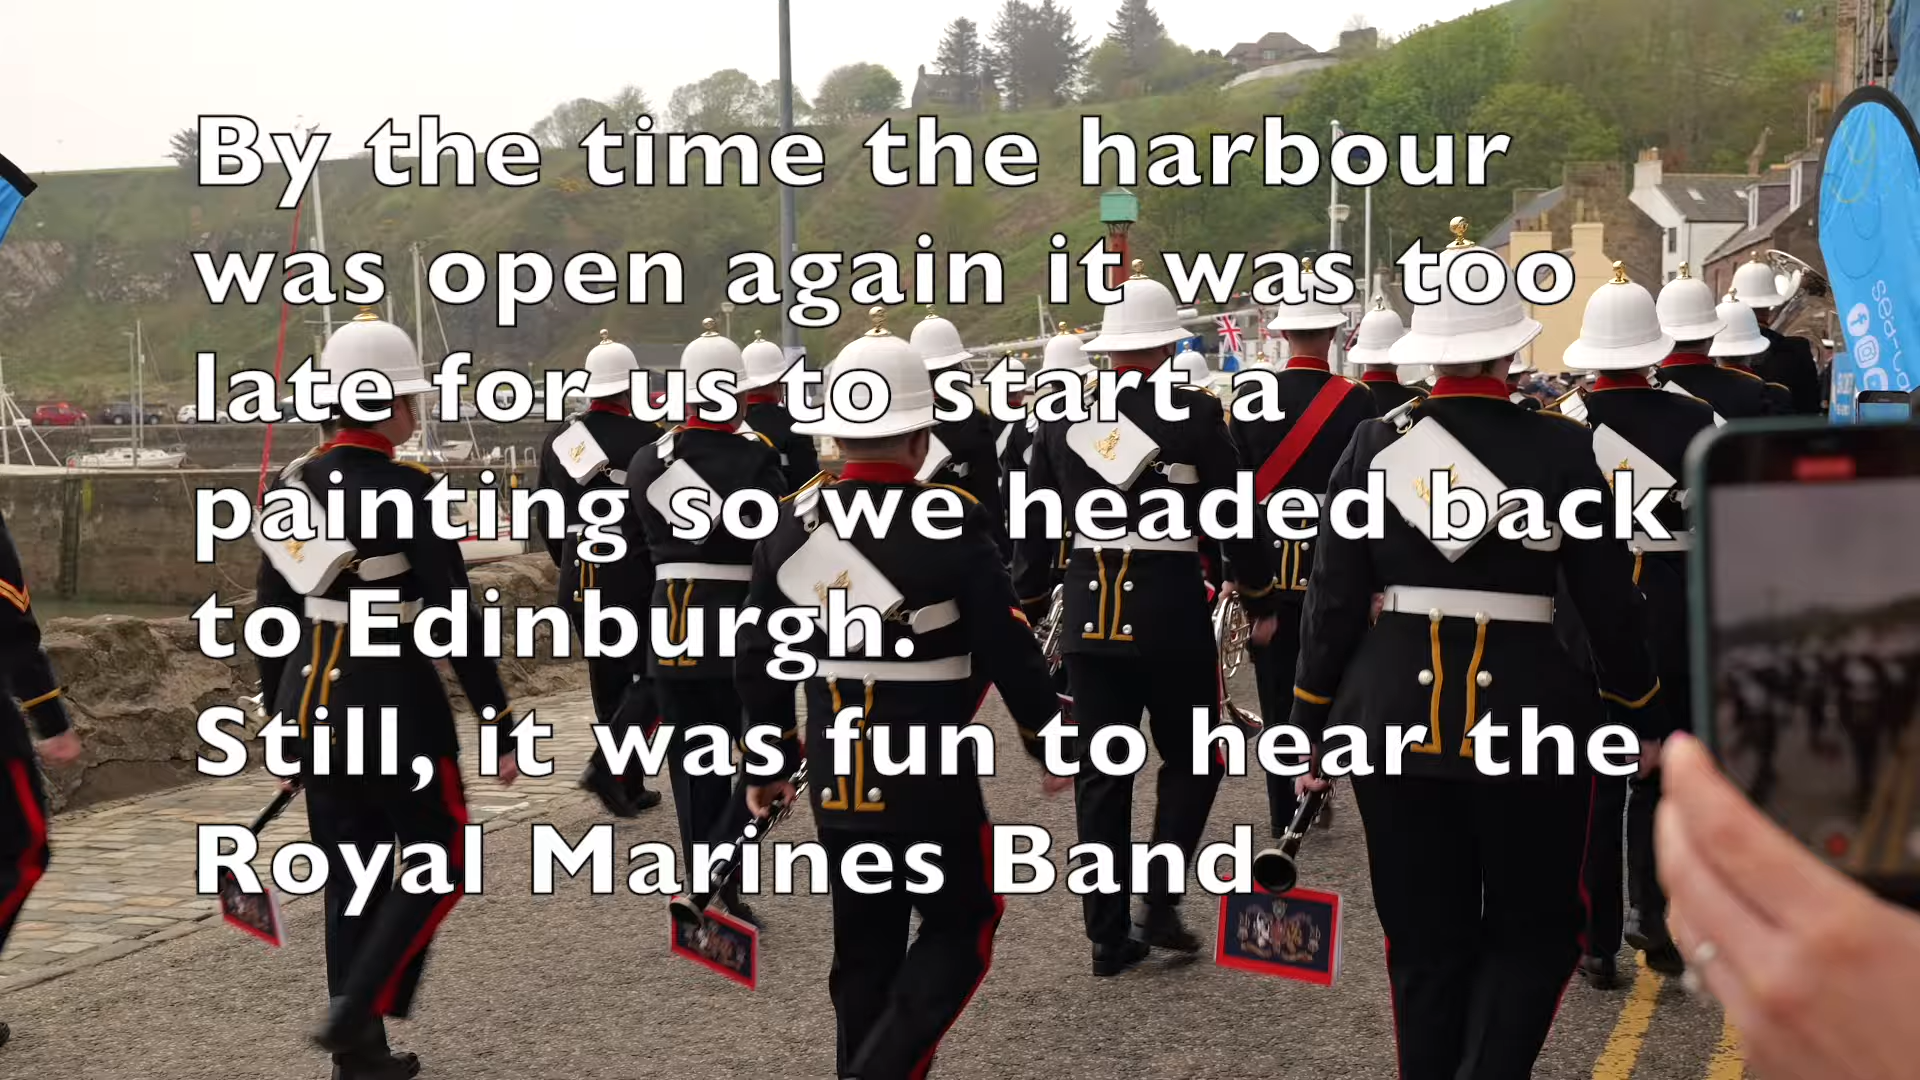 By the time the harbour
was open again it was too
late for us to start a
painting so we headed back
to Edinburgh.
Still, it was fun to hear the
Royal Marines Band